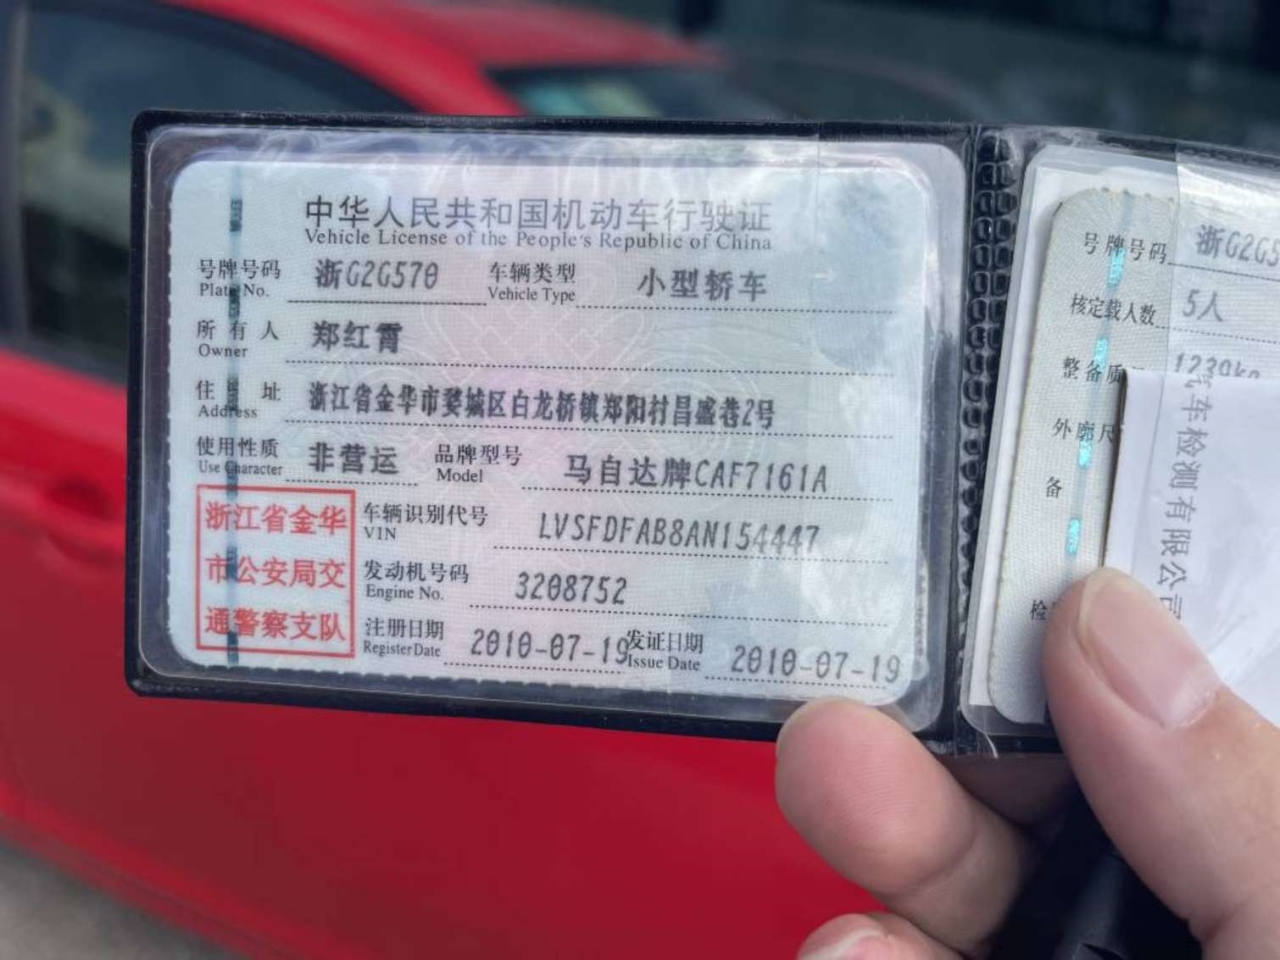 中华人民共和国机动车行驶证
Vehicle License of the People's Republic of China
号牌号码 浙G2G570 车辆类型 小型轿车
Plate No. Vehicle Type
所有人 郑红霄
Owner
住址 浙江省金华市婺城区白龙桥镇郑阳村昌盛巷2号
Address
使用性质 非营运 品牌型号 马自达牌CAF7161A
Use Character Model
浙江省金华
市公安局交
通警察支队
车辆识别代号 LVSFDFAB8AN154447
VIN
发动机号码 3208752
Engine No.
注册日期 2010-07-19 发证日期 2010-07-19
Register Date Issue Date
号牌号码 浙G2G5
核定载人数 5人
整备质 1239kg
外廓尺
备
检
汽车检测有限公司